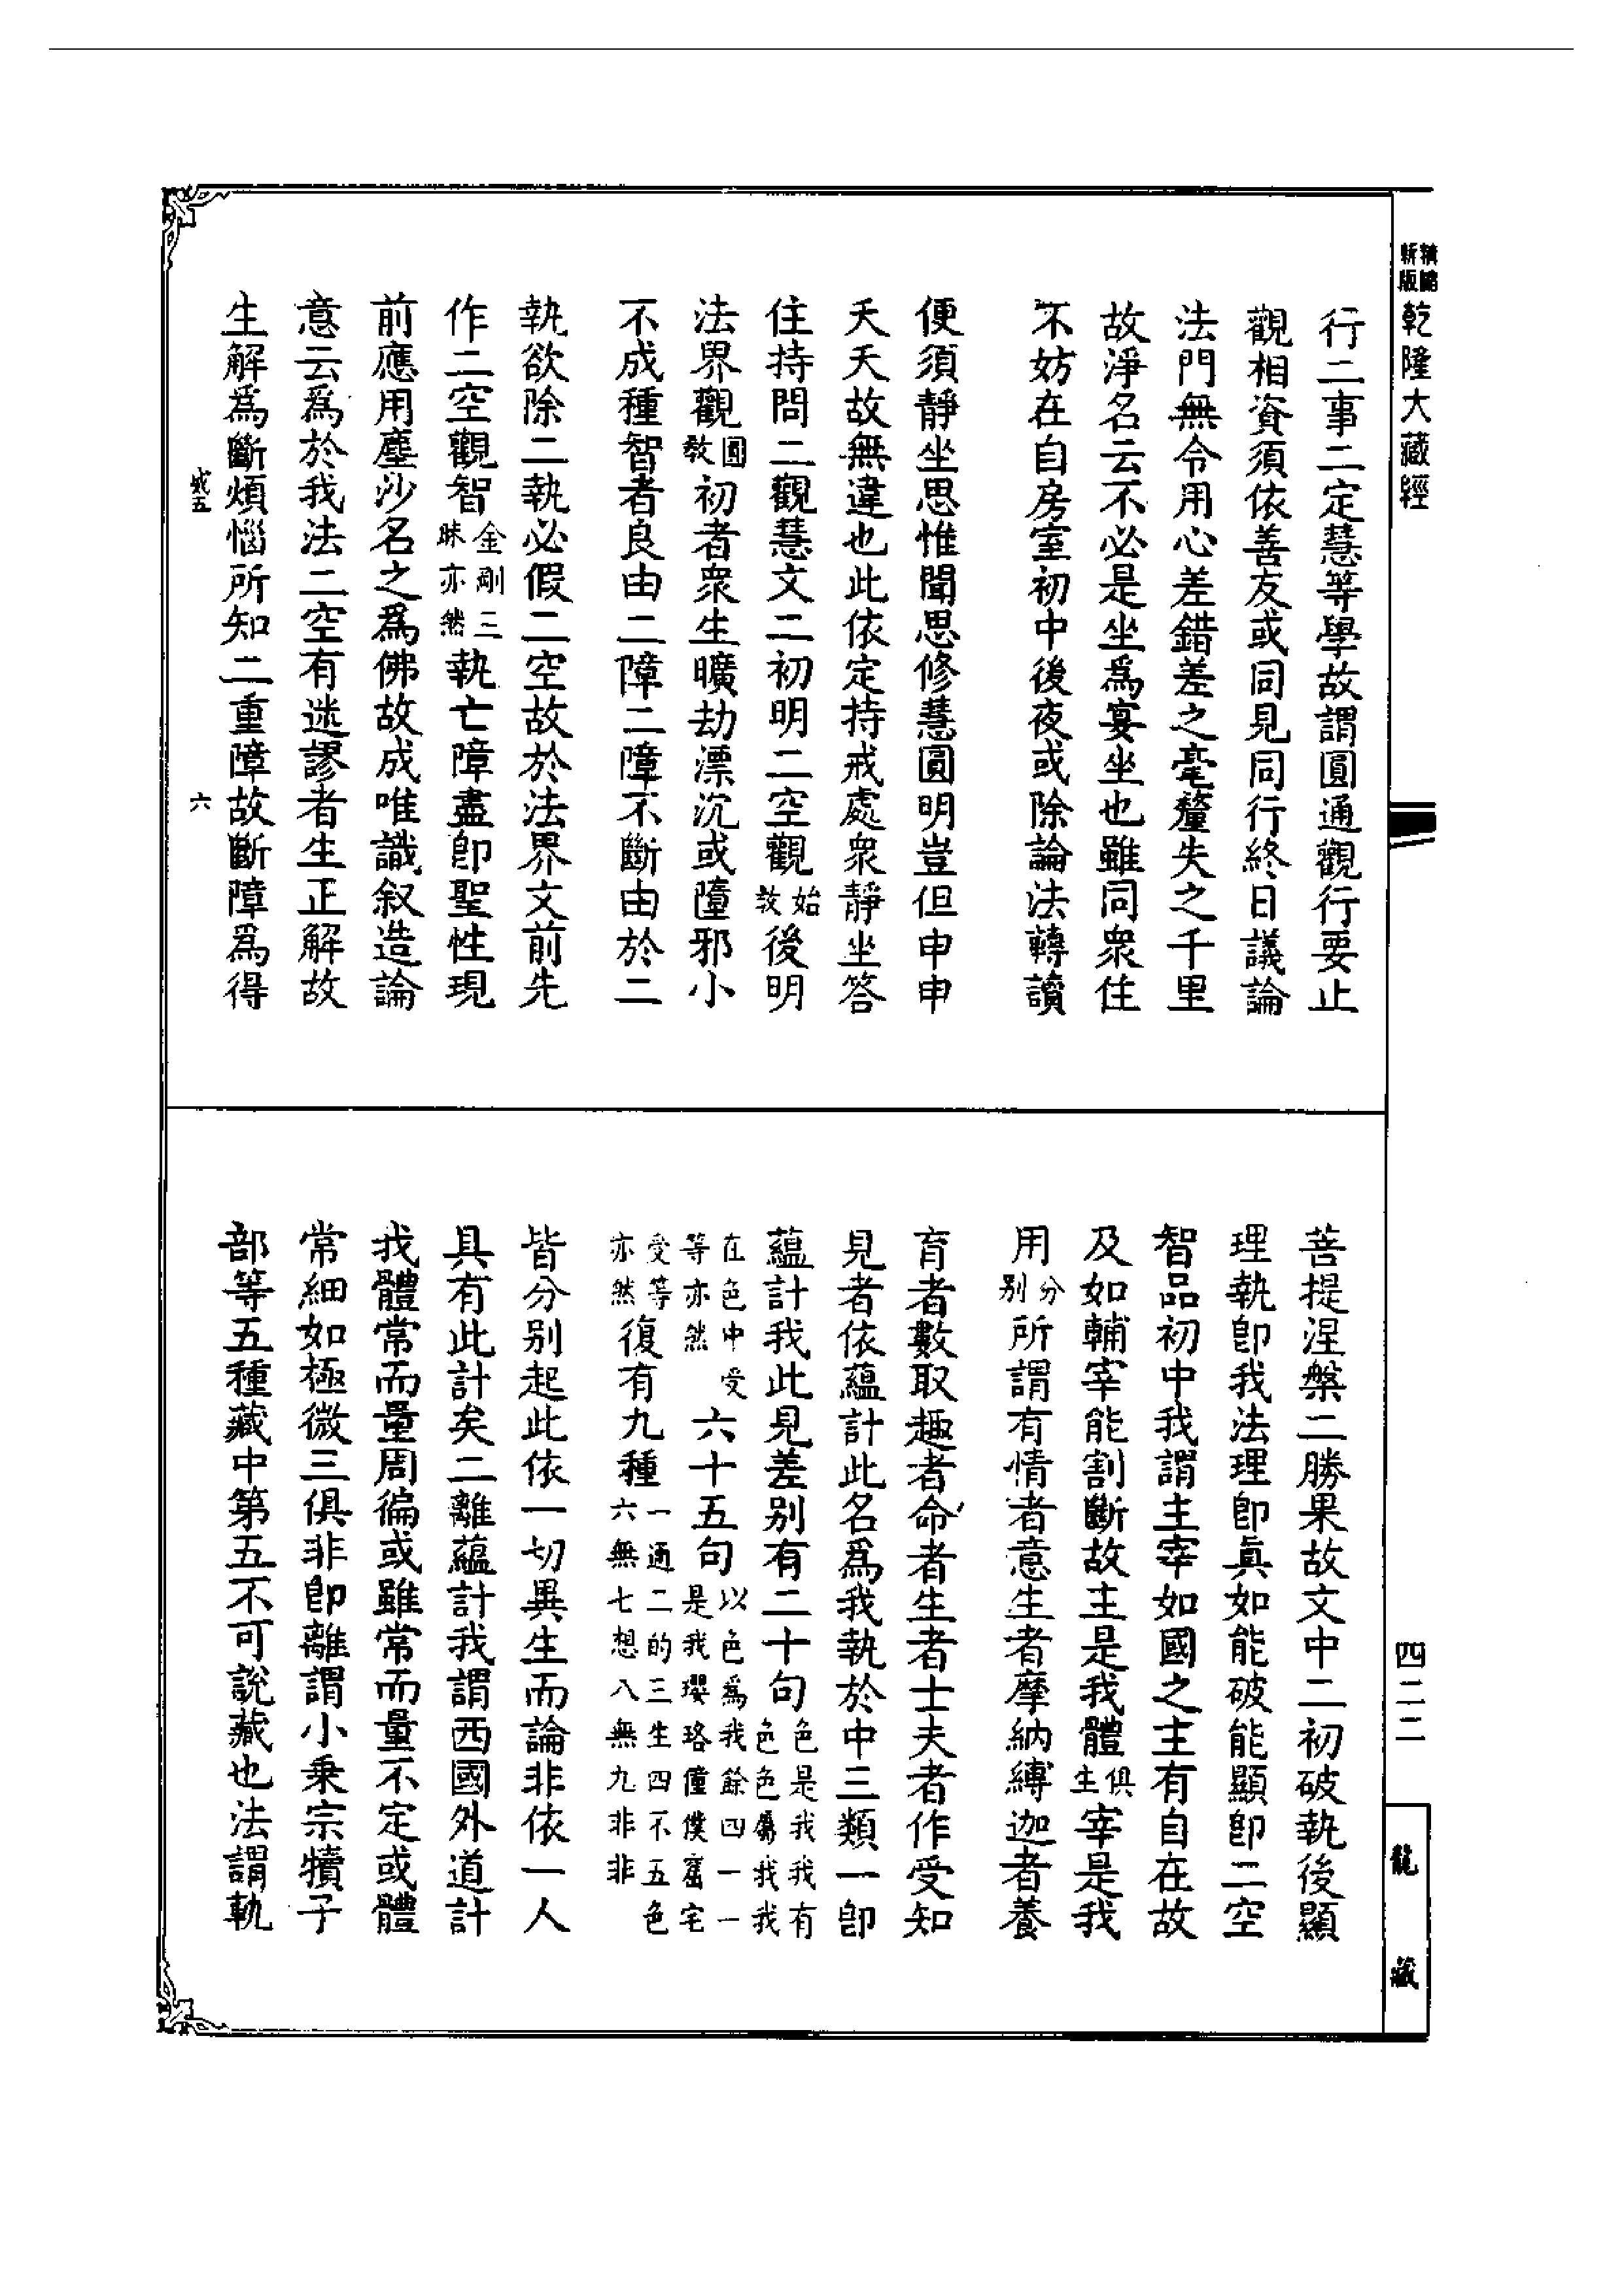 精縮
新版
乾隆大藏經
行二事二定慧等學故謂圓通觀行要止
觀相資須依善友或同見同行終日議論
法門無令用心差錯差之毫釐失之千里
故淨名云不必是坐爲宴坐也雖同衆住
不妨在自房室初中後夜或除論法轉讀
便須靜坐思惟聞思修慧圓明豈但申申
夭夭故無違也此依定持戒處衆靜坐答
住持問二觀慧文二初明二空觀始教後明
法界觀圓教初者衆生曠劫漂沉或墮邪小
不成種智者良由二障二障不斷由於二
執欲除二執必假二空故於法界文前先
作二空觀智金剛三昧亦然執亡障盡卽聖性現
前應用塵沙名之爲佛故成唯識叙造論
意云爲於我法二空有迷謬者生正解故
生解爲斷煩惱所知二重障故斷障爲得
六
菩提涅槃二勝果故文中二初破執後顯
理執卽我法理卽眞如能破能顯卽二空
智品初中我謂主宰如國之主有自在故
及如輔宰能割斷故主是我體俱生宰是我
用分别所謂有情者意生者摩納縛迦者養
育者數取趣者命者生者士夫者作受知
見者依蘊計此名爲我執於中三類一卽
蘊計我此見差别有二十句色是我我有色色屬我我
在色中受等亦然六十五句以色爲我餘四一一是我瓔珞僮僕窟宅
受等亦然復有九種一通二的三生四不五色六無七想八無九非非
皆分别起此依一切異生而論非依一人
具有此計矣二離蘊計我謂西國外道計
我體常而量周徧或雖常而量不定或體
常細如極微三俱非卽離謂小乗宗犢子
部等五種藏中第五不可説藏也法謂軌
四二二
龍藏